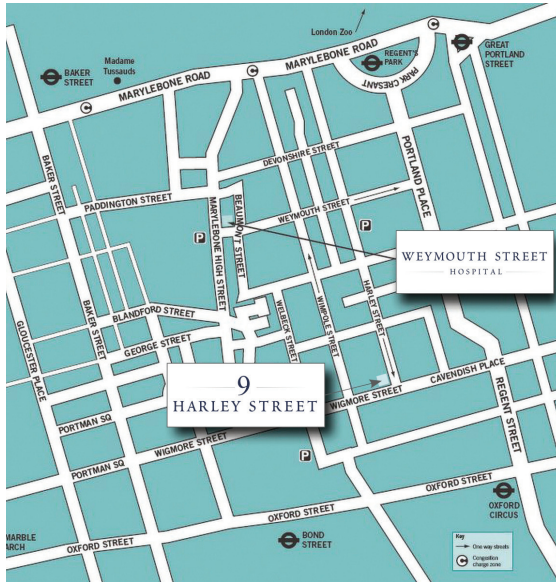 London Zoo
C
MARYLEBONE ROAD
GREAT
PORTLAND
STREET
REGENT'S
PARK
PARK CRESANT
Madame
Tussauds
BAKER
STREET
C
MARYLEBONE ROAD
C
DEVONSHIRE STREET
PORTLAND PLACE
BAKER STREET
PADDINGTON STREET
MARYLEBONE HIGH STREET
BEAUMONT STREET
WEYMOUTH STREET
P
P
WEYMOUTH STREET
HOSPITAL
BLANDFORD STREET
GEORGE STREET
GLOUCESTER PLACE
BAKER STREET
WELBECK STREET
WIMPOLE STREET
HARLEY STREET
9
HARLEY STREET
CAVENDISH PLACE
WIGMORE STREET
REGENT STREET
PORTMAN SQ
WIGMORE STREET
PORTMAN SQ
P
OXFORD STREET
OXFORD
CIRCUS
OXFORD STREET
BOND
STREET
MARBLE
ARCH
OXFORD STREET
Key
One way streets
C
Congestion
charge zone